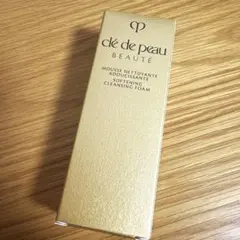 clé de peau
BEAUTÉ
MOUSSE NETTOYANTE
ADOUCISSANTE
SOFTENING
CLEANSING FOAM